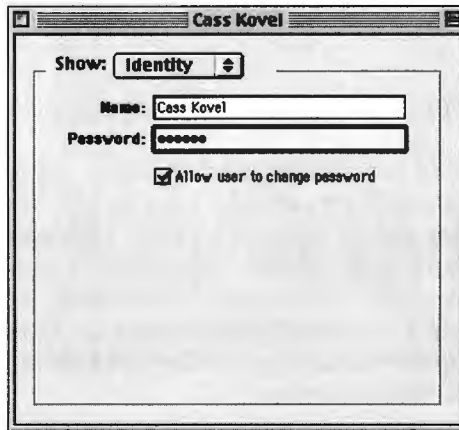 Cass Kovel
Show: Identity
Name: Cass Kovel
Password: ••••••
Allow user to change password